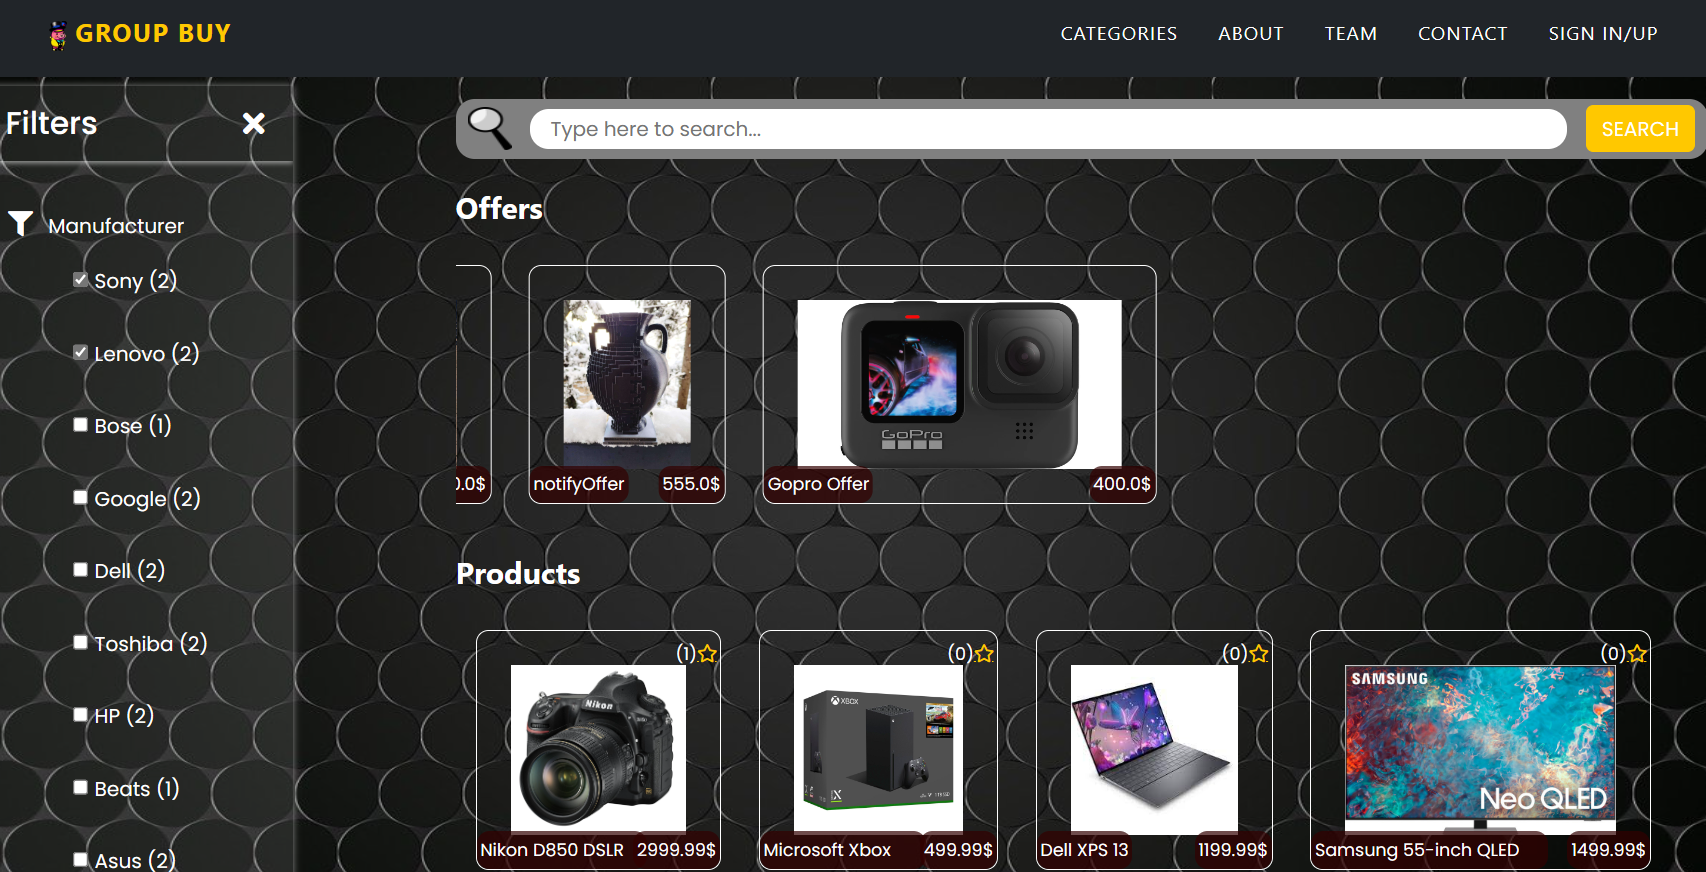 GROUP BUY
CATEGORIES ABOUT TEAM CONTACT SIGN IN/UP
Filters
Type here to search...
SEARCH
Manufacturer
Sony (2)
Lenovo (2)
Bose (1)
Google (2)
Dell (2)
Toshiba (2)
HP (2)
Beats (1)
Asus (2)
Offers
GoPro
0.0$
notifyOffer 555.0$
Gopro Offer 400.0$
Products
(1) (0) (0) (0)
Nikon
XBOX
SAMSUNG
Neo QLED
Nikon D850 DSLR 2999.99$
Microsoft Xbox 499.99$
Dell XPS 13 1199.99$
Samsung 55-inch QLED 1499.99$